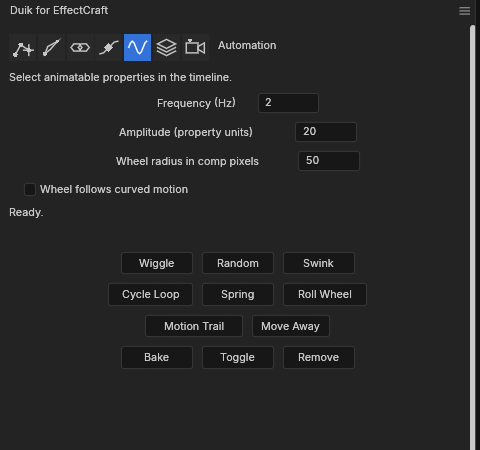 Duik for EffectCraft
Automation
Select animatable properties in the timeline.
Frequency (Hz) 2
Amplitude (property units) 20
Wheel radius in comp pixels 50
Wheel follows curved motion
Ready.
Wiggle Random Swink
Cycle Loop Spring Roll Wheel
Motion Trail Move Away
Bake Toggle Remove